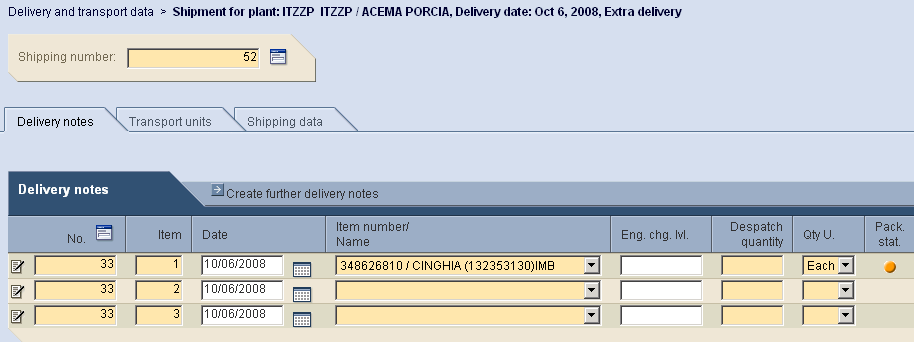 Delivery and transport data > Shipment for plant: ITZZP ITZZP / ACEMA PORCIA, Delivery date: Oct 6, 2008, Extra delivery
Shipping number: 52
Delivery notes Transport units Shipping data
Delivery notes Create further delivery notes
No. Item Date Item number/ Name Eng. chg. lvl. Despatch quantity Qty U. Pack. stat.
33 1 10/06/2008 348626810 / CINGHIA (132353130)IMB Each
33 2 10/06/2008
33 3 10/06/2008